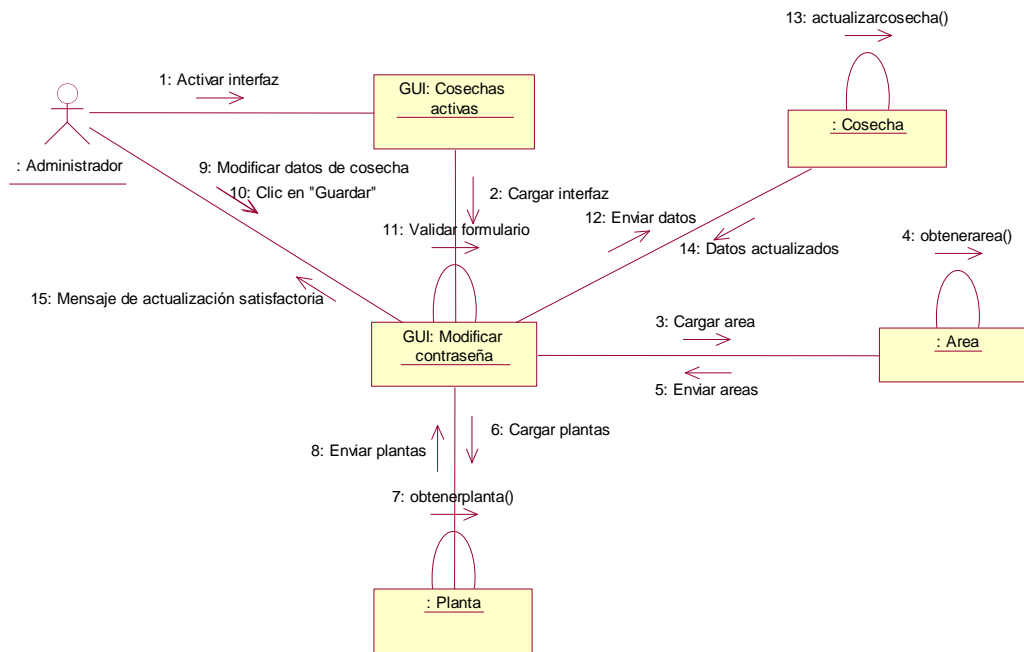 13: actualizarcosecha()
1: Activar interfaz
GUI: Cosechas
activas
: Cosecha
: Administrador
9: Modificar datos de cosecha
10: Clic en "Guardar"
2: Cargar interfaz
12: Enviar datos
11: Validar formulario
14: Datos actualizados
4: obtenerarea()
15: Mensaje de actualización satisfactoria
GUI: Modificar
contraseña
3: Cargar area
: Area
5: Enviar areas
6: Cargar plantas
8: Enviar plantas
7: obtenerplanta()
: Planta